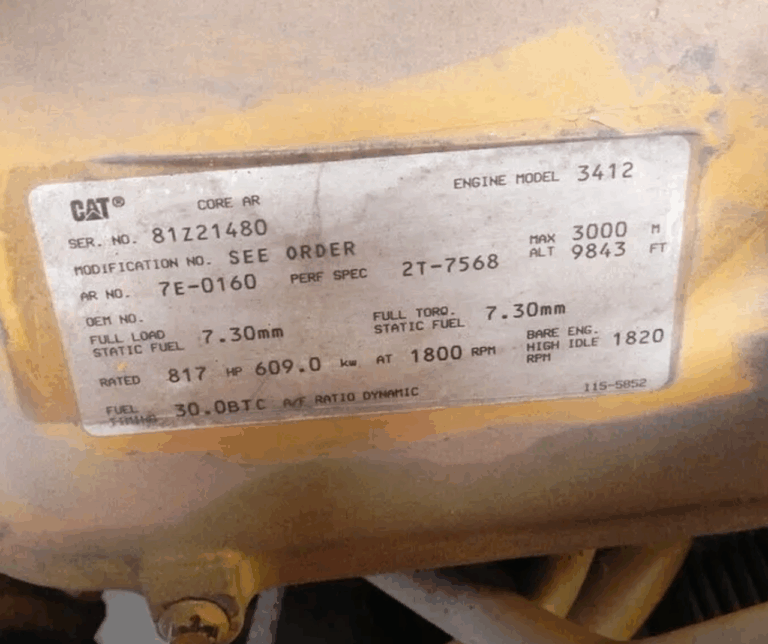 CAT® CORE AR ENGINE MODEL 3412
SER. NO. 81Z21480
MODIFICATION NO. SEE ORDER MAX ALT 3000 M 9843 FT
AR NO. 7E-0160 PERF SPEC 2T-7568
OEM NO.
FULL LOAD STATIC FUEL 7.30mm FULL TORQ. STATIC FUEL 7.30mm
RATED 817 HP 609.0 kw AT 1800 RPM BARE ENG. HIGH IDLE RPM 1820
FUEL TIMING 30.0BTC A/F RATIO DYNAMIC
115-5852